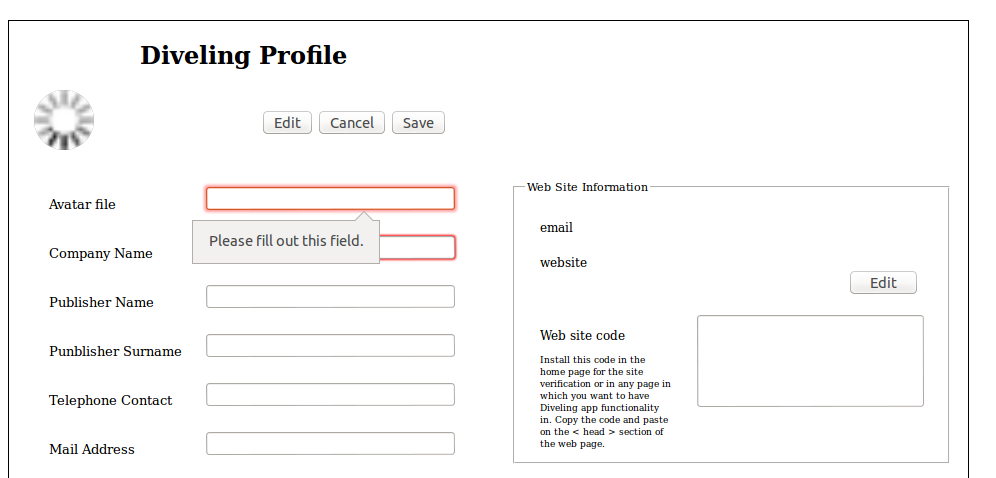 Diveling Profile
Edit Cancel Save
Avatar file
Please fill out this field.
Company Name
Publisher Name
Punblisher Surname
Telephone Contact
Mail Address
Web Site Information
email
website
Edit
Web site code
Install this code in the
home page for the site
verification or in any page in
which you want to have
Diveling app functionality
in. Copy the code and paste
on the < head > section of
the web page.